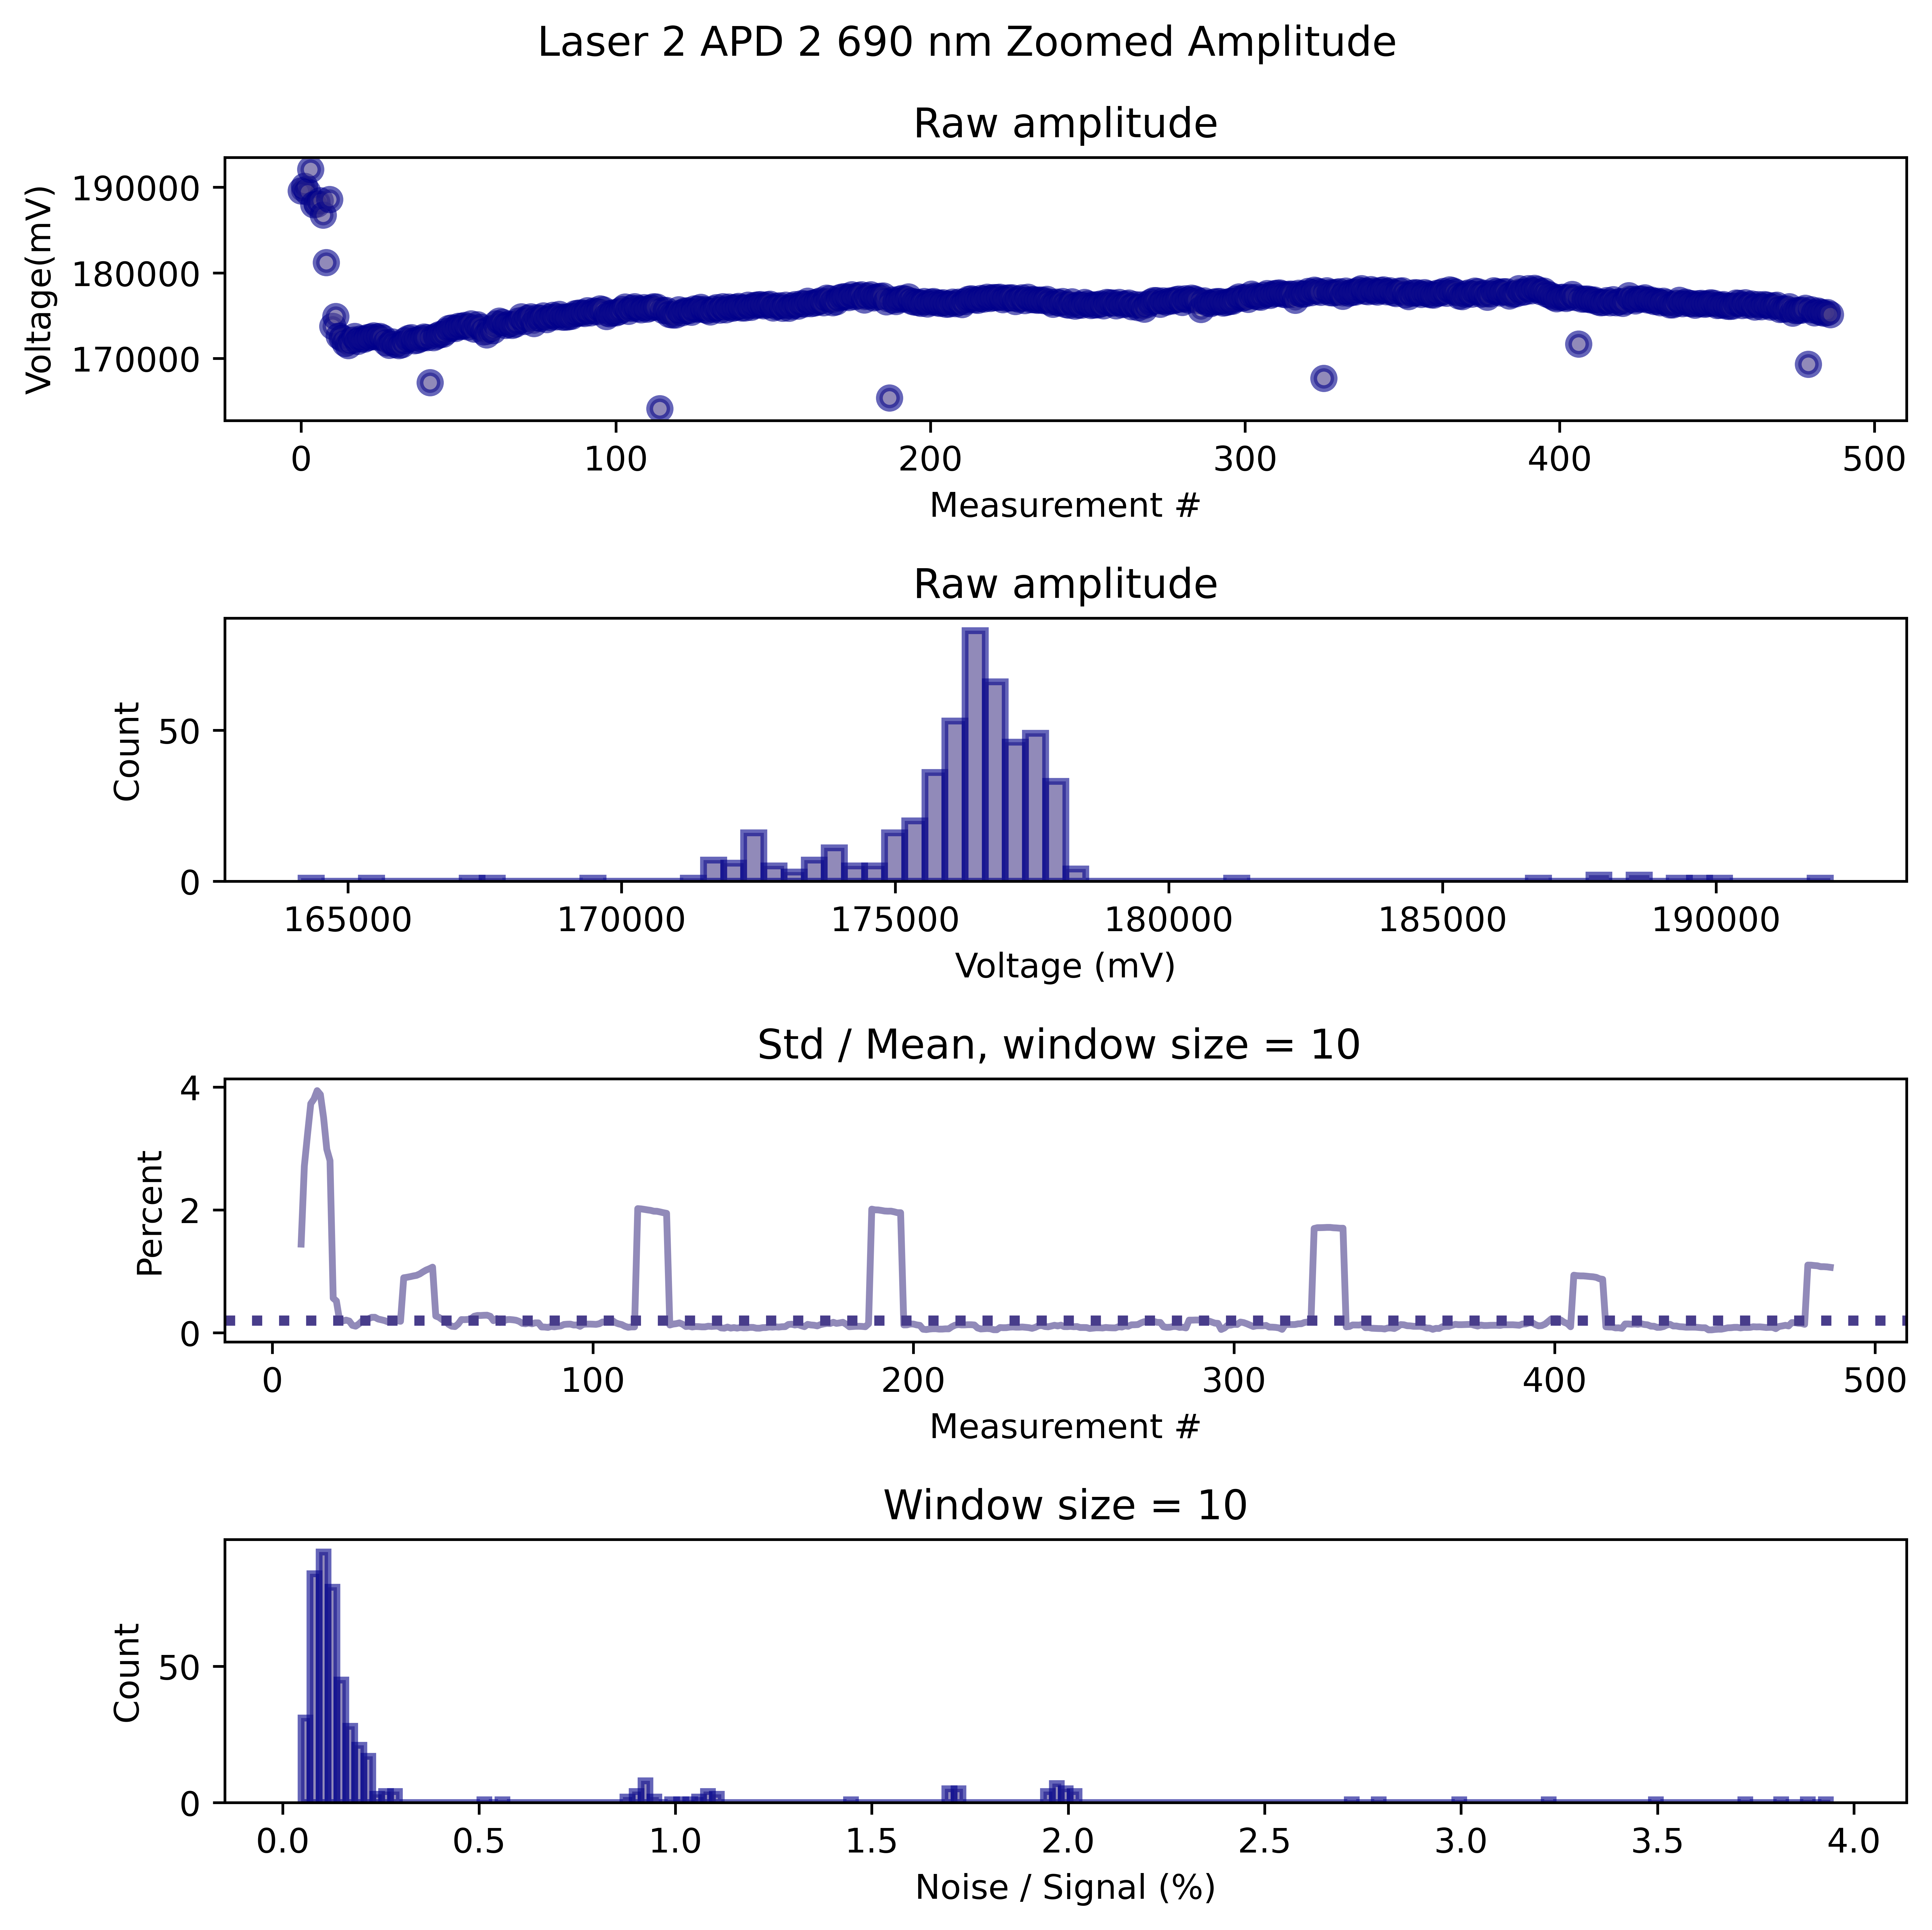 Laser 2 APD 2 690 nm Zoomed Amplitude
Raw amplitude
Voltage(mV)
190000
180000
170000
0 100 200 300 400 500
Measurement #
Raw amplitude
Count
50
0
165000 170000 175000 180000 185000 190000
Voltage (mV)
Std / Mean, window size = 10
Percent
4
2
0
0 100 200 300 400 500
Measurement #
Window size = 10
Count
50
0
0.0 0.5 1.0 1.5 2.0 2.5 3.0 3.5 4.0
Noise / Signal (%)